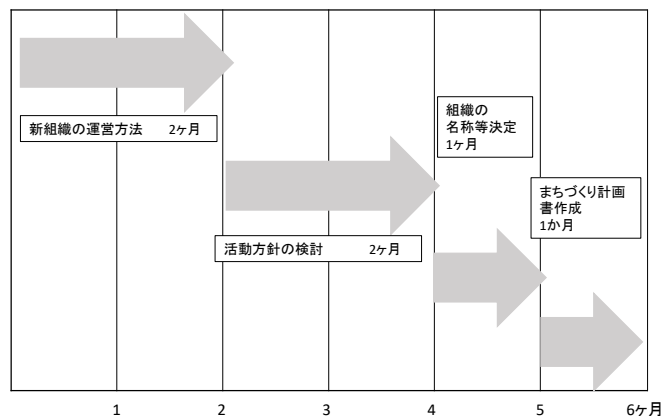 新組織の運営方法　　2ヶ月
組織の
名称等決定
1ヶ月
まちづくり計画
書作成
1か月
活動方針の検討　　　2ヶ月
1　2　3　4　5　6ヶ月